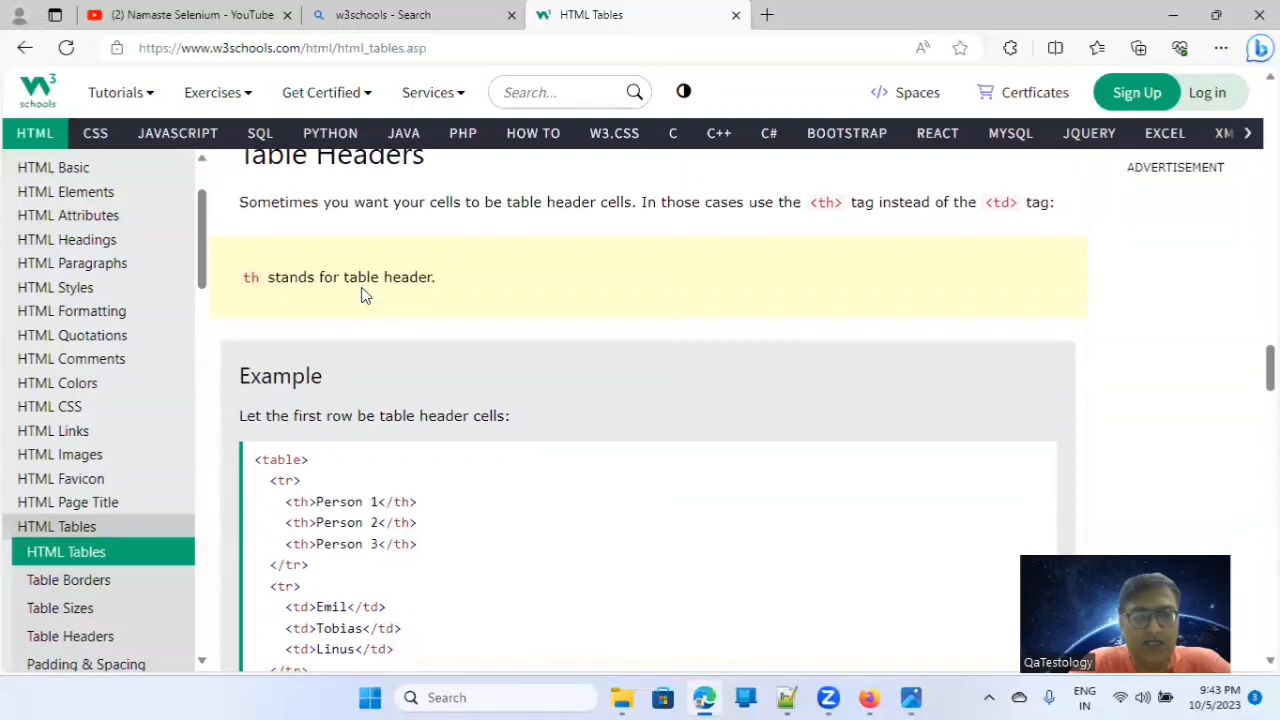 (2) Namaste Selenium - YouTube
w3schools - Search
HTML Tables
https://www.w3schools.com/html/html_tables.asp
W3 schools
Tutorials
Exercises
Get Certified
Services
Search...
Spaces
Certficates
Sign Up
Log in
HTML
CSS
JAVASCRIPT
SQL
PYTHON
JAVA
PHP
HOW TO
W3.CSS
C
C++
C#
BOOTSTRAP
REACT
MYSQL
JQUERY
EXCEL
XM
HTML Basic
HTML Elements
HTML Attributes
HTML Headings
HTML Paragraphs
HTML Styles
HTML Formatting
HTML Quotations
HTML Comments
HTML Colors
HTML CSS
HTML Links
HTML Images
HTML Favicon
HTML Page Title
HTML Tables
HTML Tables
Table Borders
Table Sizes
Table Headers
Padding & Spacing
Table Headers
Sometimes you want your cells to be table header cells. In those cases use the <th> tag instead of the <td> tag:
th stands for table header.
Example
Let the first row be table header cells:
<table>
<tr>
<th>Person 1</th>
<th>Person 2</th>
<th>Person 3</th>
</tr>
<tr>
<td>Emil</td>
<td>Tobias</td>
<td>Linus</td>
</tr>
ADVERTISEMENT
QaTestology
Search
ENG
IN
9:43 PM
10/5/2023
3